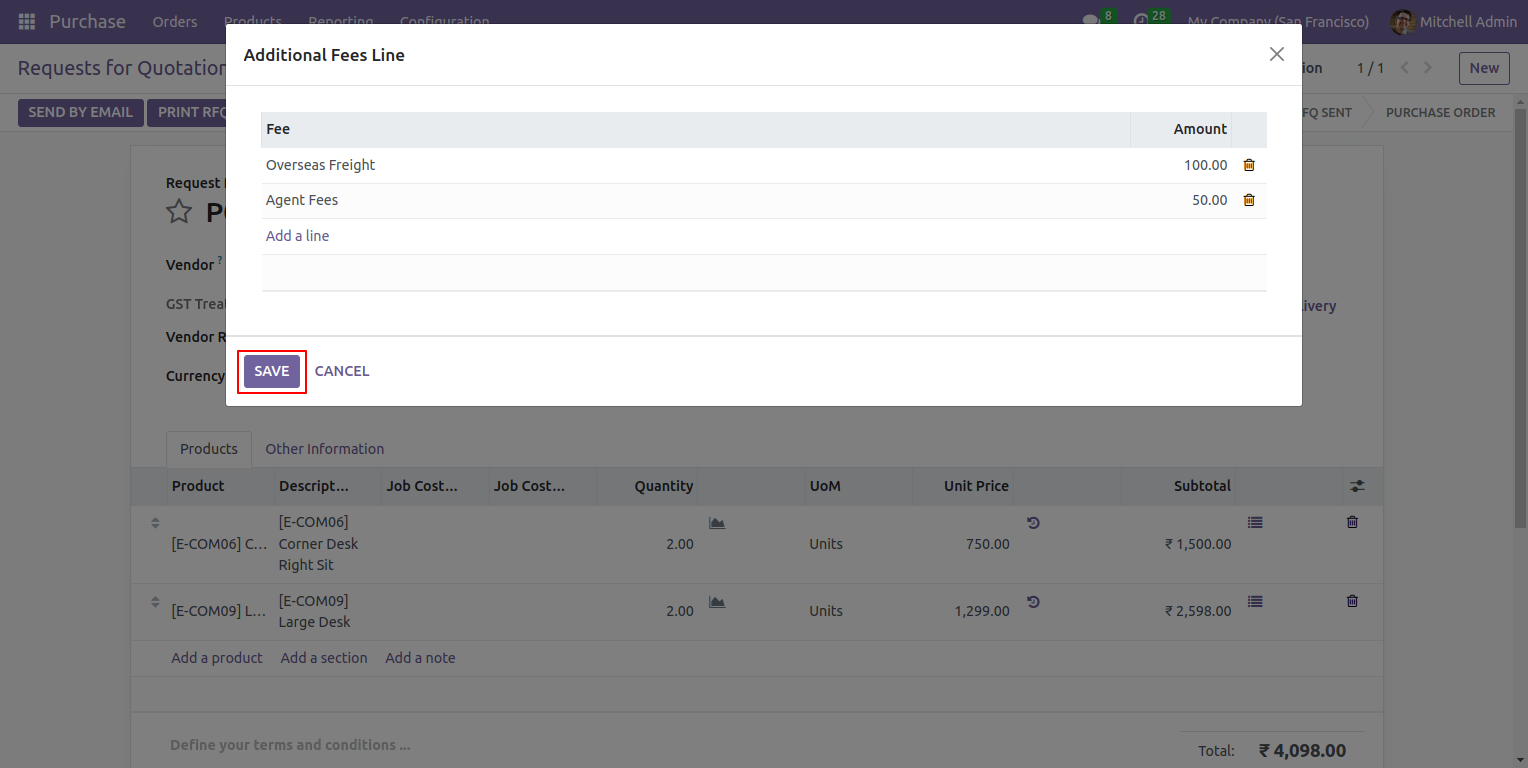 Purchase Orders Products Reporting Configuration 8 28 My Company (San Francisco) Mitchell Admin
Additional Fees Line
Requests for Quotation 1 / 1 New
SEND BY EMAIL PRINT RFQ SENT PURCHASE ORDER
Fee Amount
Overseas Freight 100.00
Agent Fees 50.00
Add a line
Request
Vendor ?
GST
Vendor
Currency
SAVE CANCEL
Products Other Information
Product Descript... Job Cost... Job Cost... Quantity UoM Unit Price Subtotal
[E-COM06] C... [E-COM06] Corner Desk Right Sit 2.00 Units 750.00 ₹ 1,500.00
[E-COM09] L... [E-COM09] Large Desk 2.00 Units 1,299.00 ₹ 2,598.00
Add a product Add a section Add a note
Define your terms and conditions ...
Total: ₹ 4,098.00